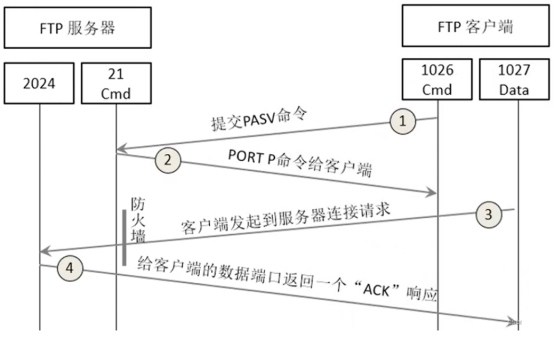 FTP 服务器
FTP 客户端
2024
21
Cmd
1026
Cmd
1027
Data
提交PASV命令
1
2
PORT P命令给客户端
防火墙
客户端发起到服务器连接请求
3
4
给客户端的数据端口返回一个“ACK”响应